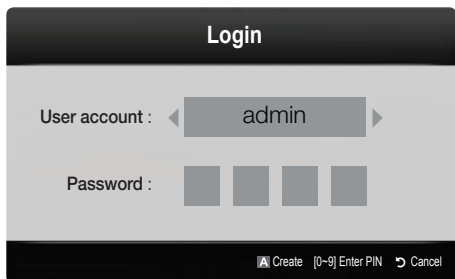 Login
User account : admin
Password :
A Create [0~9] Enter PIN Cancel